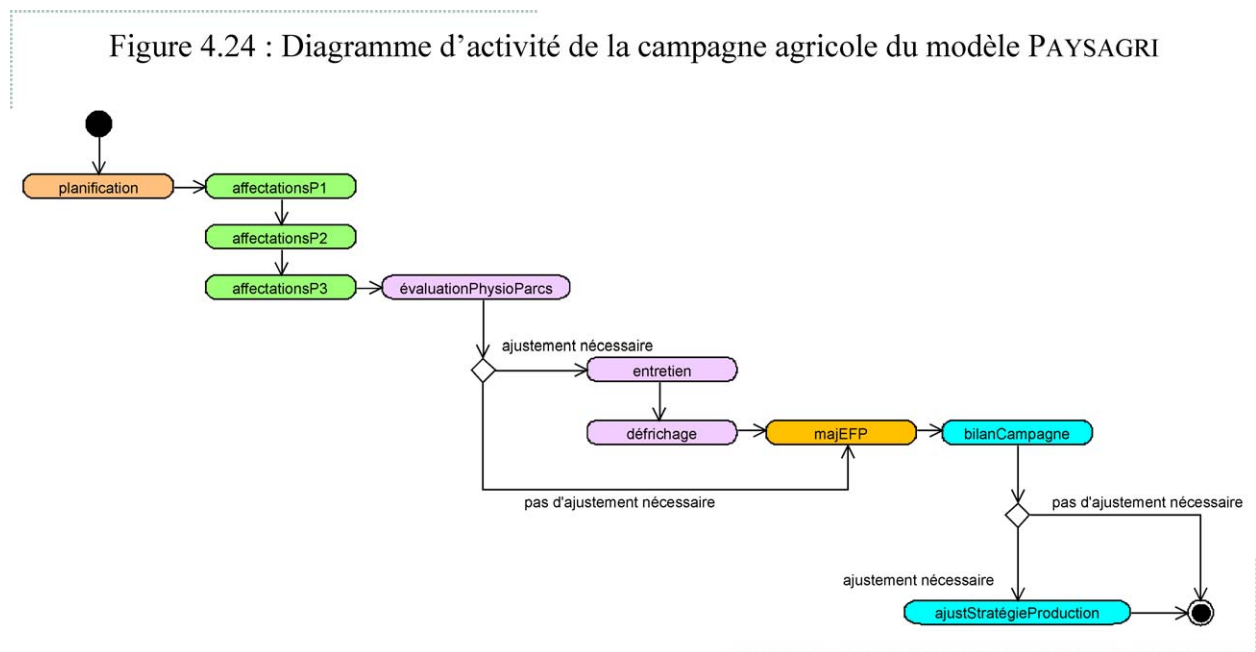 Figure 4.24 : Diagramme d’activité de la campagne agricole du modèle PAYSAGRI
planification
affectationsP1
affectationsP2
affectationsP3
évaluationPhysioParcs
ajustement nécessaire
entretien
défrichage
majEFP
bilanCampagne
pas d'ajustement nécessaire
pas d'ajustement nécessaire
ajustement nécessaire
ajustStratégieProduction